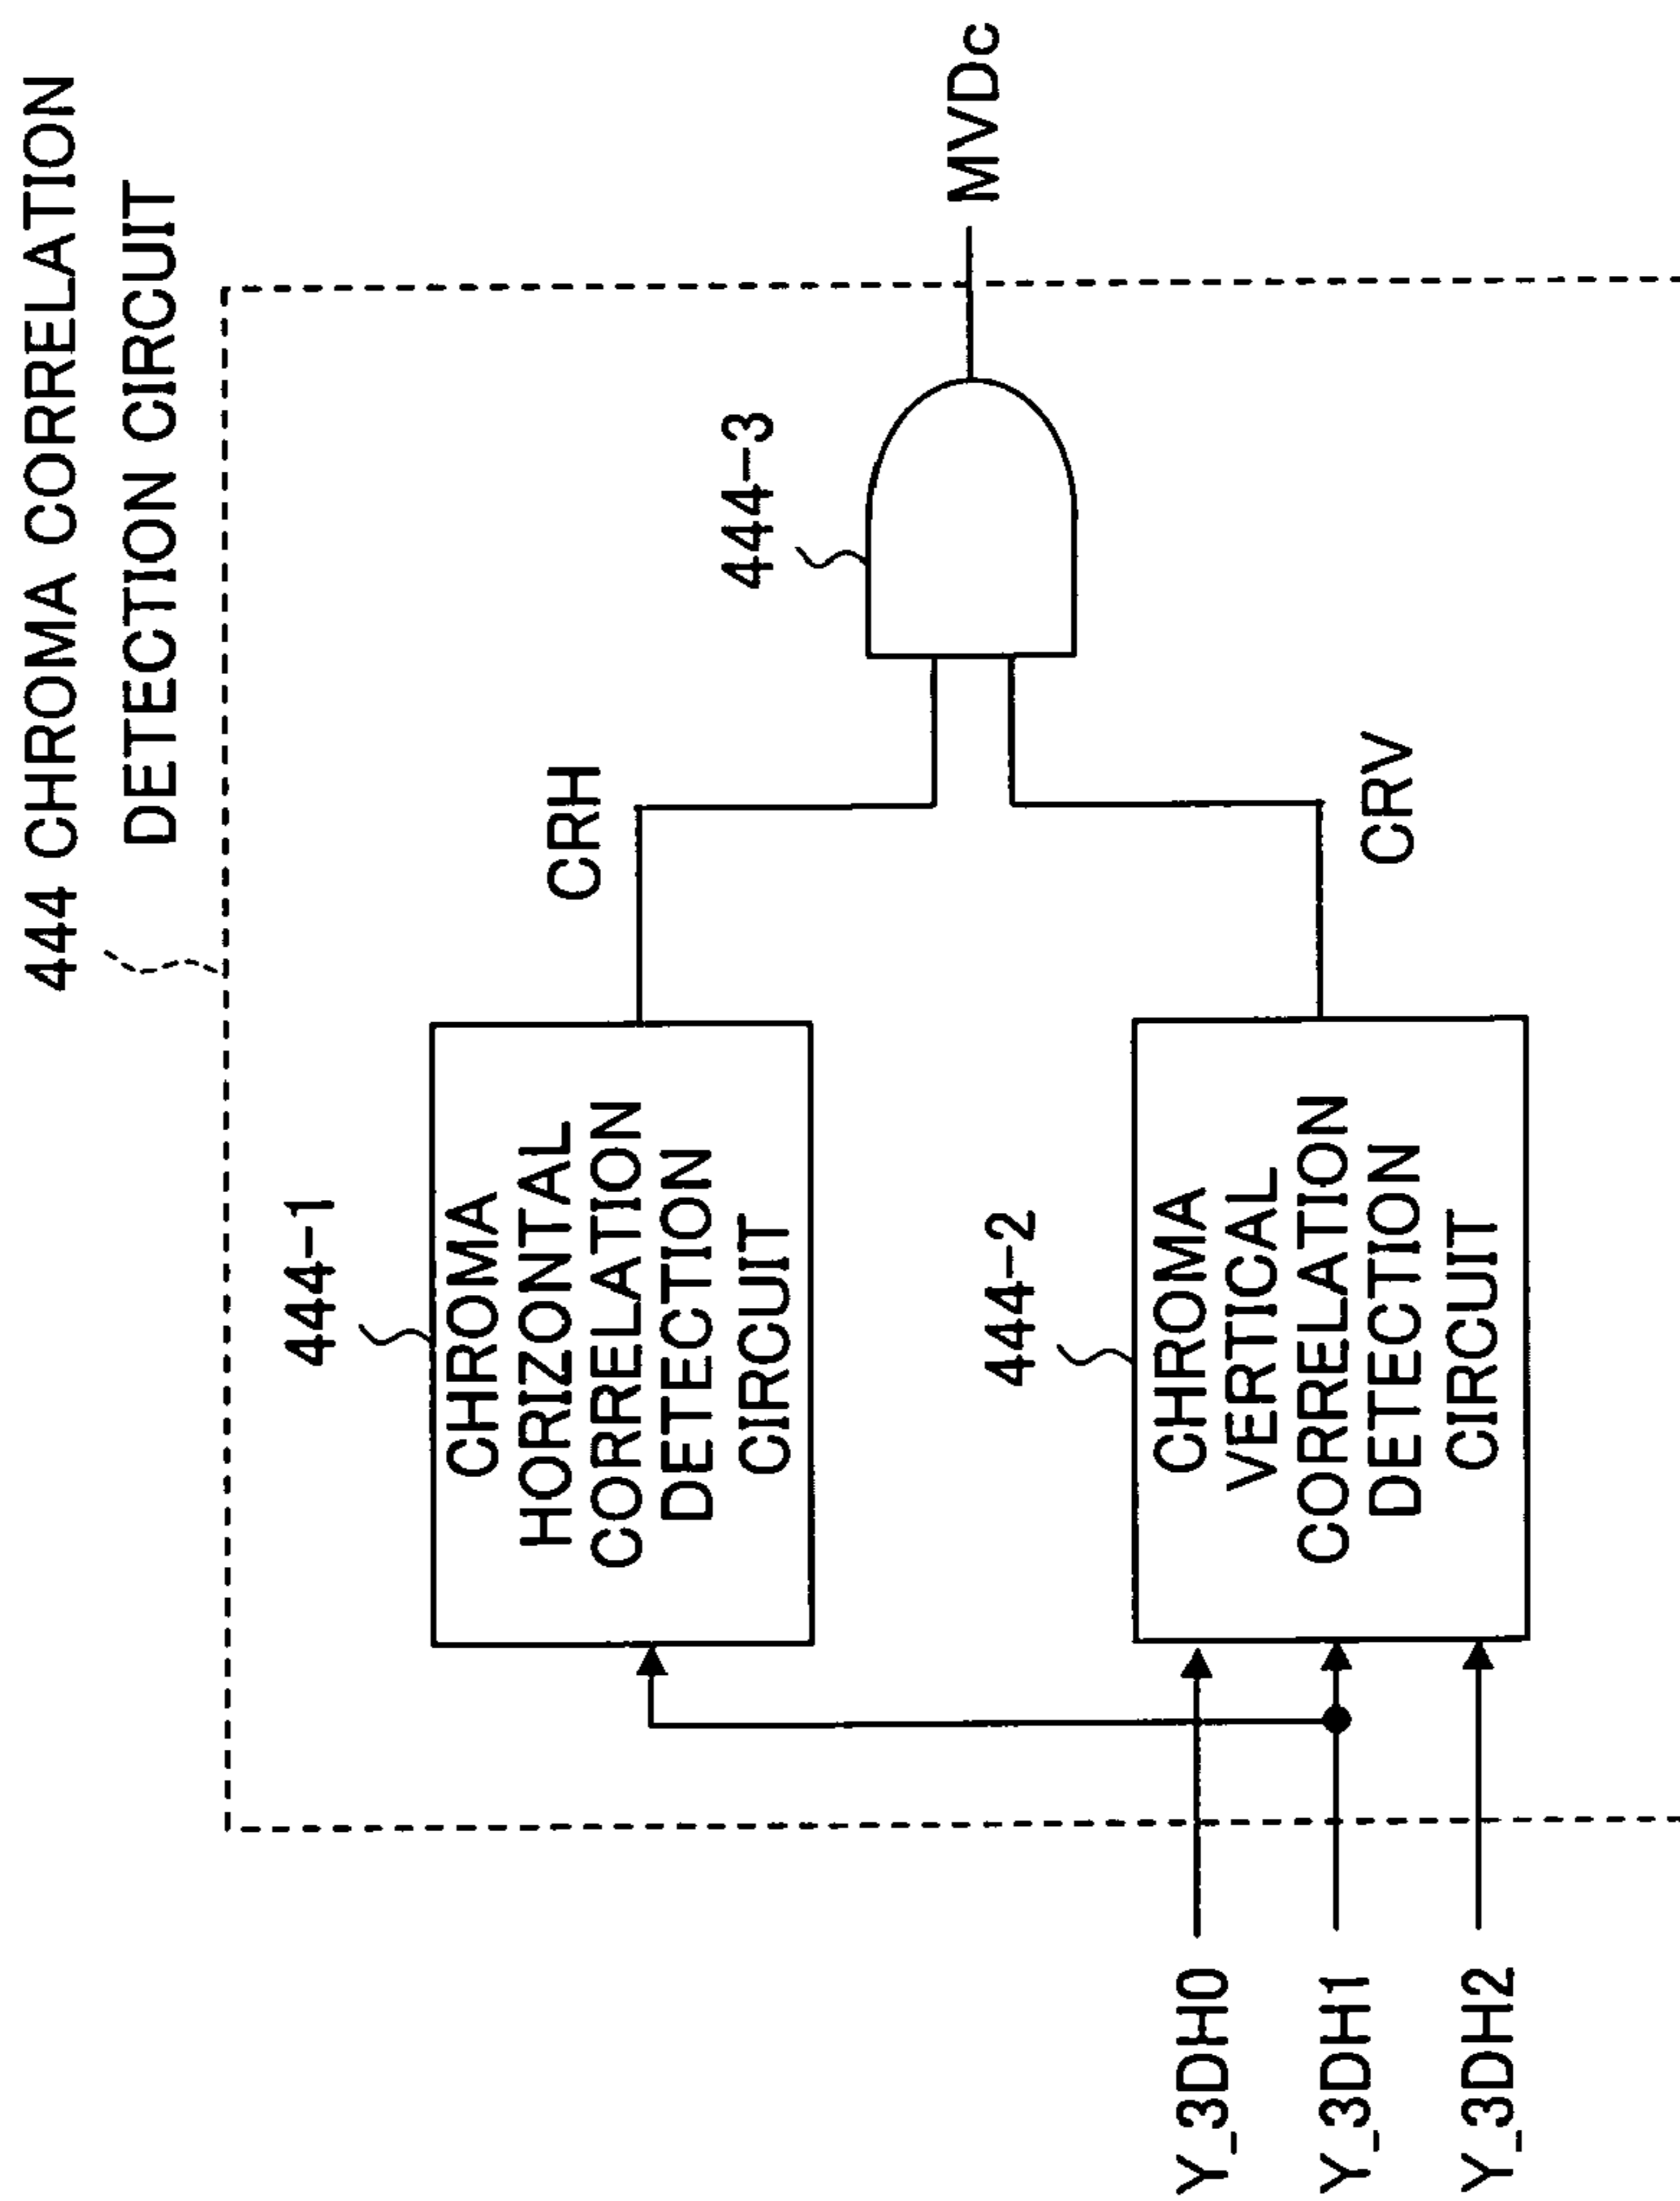 444 CHROMA CORRELATION
DETECTION CIRCUIT
444-1
CHROMA
HORIZONTAL
CORRELATION
DETECTION
CIRCUIT
CRH
444-3
MVDc
444-2
CHROMA
VERTICAL
CORRELATION
DETECTION
CIRCUIT
CRV
Y_3DH0
Y_3DH1
Y_3DH2